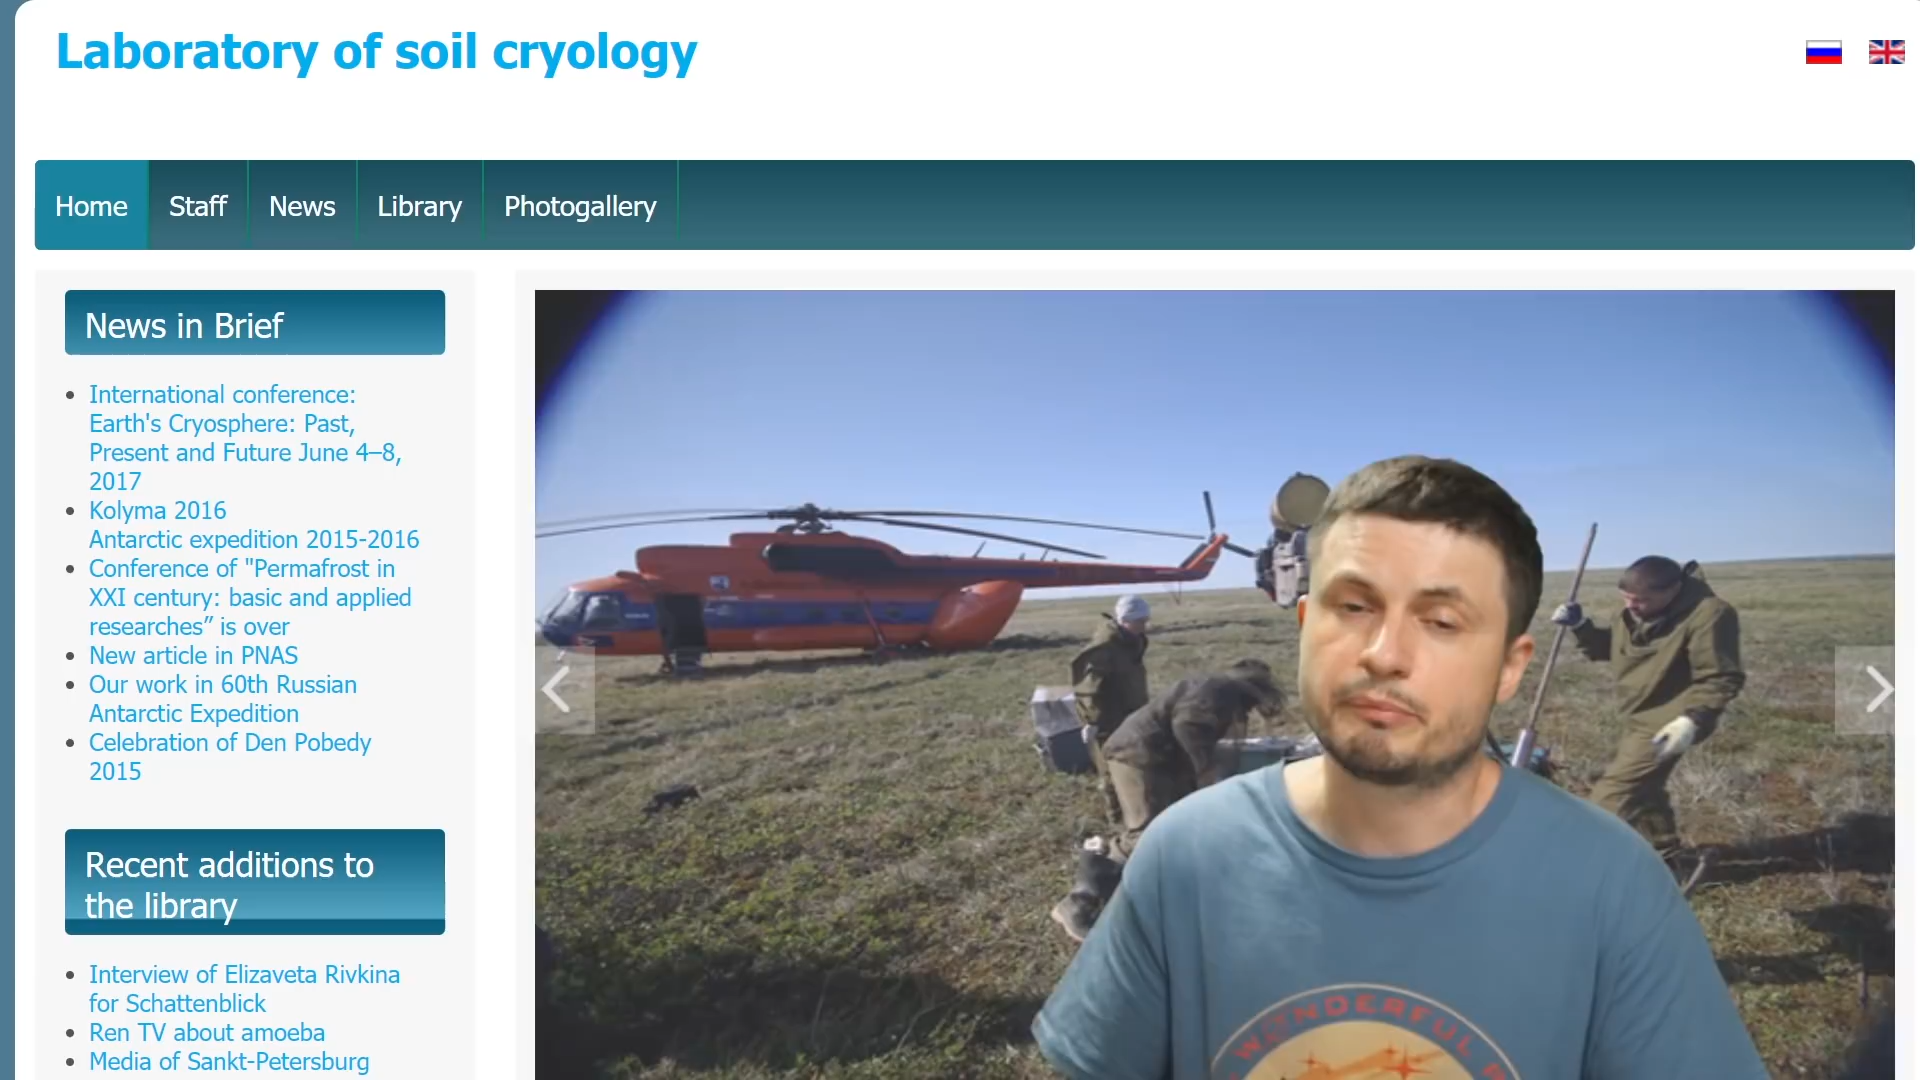 Laboratory of soil cryology
Home
Staff
News
Library
Photogallery
News in Brief
International conference:
Earth's Cryosphere: Past,
Present and Future June 4–8,
2017
Kolyma 2016
Antarctic expedition 2015-2016
Conference of "Permafrost in
XXI century: basic and applied
researches” is over
New article in PNAS
Our work in 60th Russian
Antarctic Expedition
Celebration of Den Pobedy
2015
Recent additions to
the library
Interview of Elizaveta Rivkina
for Schattenblick
Ren TV about amoeba
Media of Sankt-Petersburg
WONDERFUL